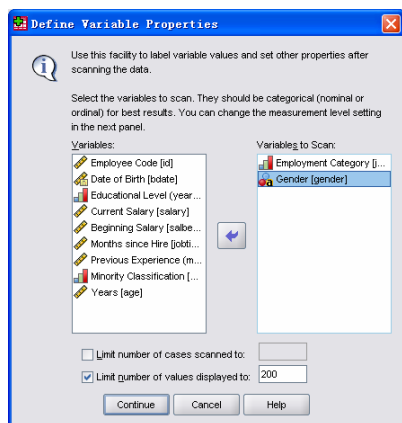 Define Variable Properties
Use this facility to label variable values and set other properties after
scanning the data.
Select the variables to scan. They should be categorical (nominal or
ordinal) for best results. You can change the measurement level setting
in the next panel.
Variables:
Employee Code [id]
Date of Birth [bdate]
Educational Level (year...
Current Salary [salary]
Beginning Salary [salbe...
Months since Hire [jobti...
Previous Experience (m...
Minority Classification [...
Years [age]
Variables to Scan:
Employment Category [j...
Gender [gender]
Limit number of cases scanned to:
Limit number of values displayed to:
200
Continue
Cancel
Help